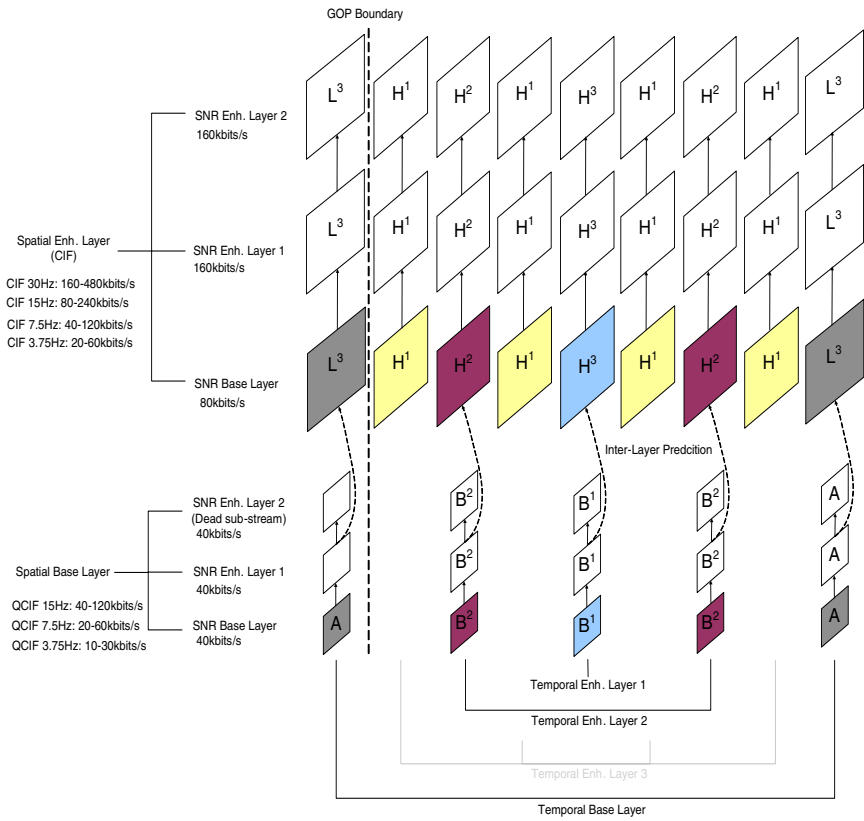 GOP Boundary
L³ H¹ H² H¹ H³ H¹ H² H¹ L³
SNR Enh. Layer 2
160kbits/s
L³ H¹ H² H¹ H³ H¹ H² H¹ L³
Spatial Enh. Layer
(CIF)
SNR Enh. Layer 1
160kbits/s
CIF 30Hz: 160-480kbits/s
CIF 15Hz: 80-240kbits/s
CIF 7.5Hz: 40-120kbits/s
CIF 3.75Hz: 20-60kbits/s
L³ H¹ H² H¹ H³ H¹ H² H¹ L³
SNR Base Layer
80kbits/s
Inter-Layer Predcition
SNR Enh. Layer 2
(Dead sub-stream)
40kbits/s
B² B¹ B² A
Spatial Base Layer
SNR Enh. Layer 1
40kbits/s
B² B¹ B² A
QCIF 15Hz: 40-120kbits/s
QCIF 7.5Hz: 20-60kbits/s
QCIF 3.75Hz: 10-30kbits/s
SNR Base Layer
40kbits/s
A B² B¹ B² A
Temporal Enh. Layer 1
Temporal Enh. Layer 2
Temporal Enh. Layer 3
Temporal Base Layer